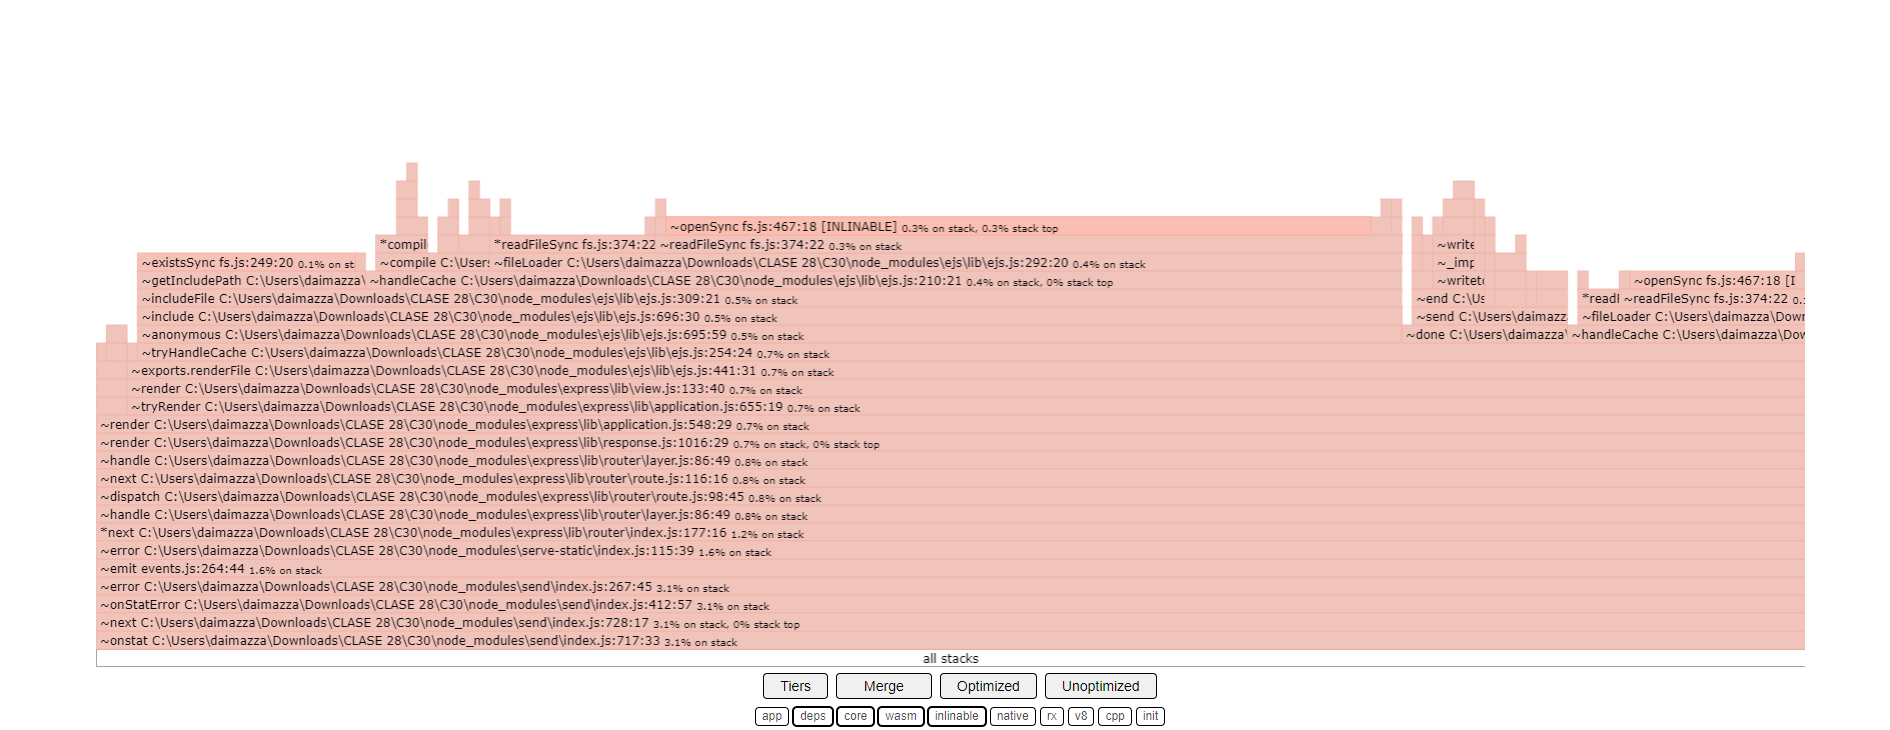 ~openSync fs.js:467:18 [INLINABLE] 0.3% on stack, 0.3% stack top
*compil *readFileSync fs.js:374:22 ~readFileSync fs.js:374:22 0.3% on stack ~write
~existsSync fs.js:249:20 0.1% on st ~compile C:\User ~fileLoader C:\Users\daimazza\Downloads\CLASE 28\C30\node_modules\ejs\lib\ejs.js:292:20 0.4% on stack ~_imp
~getIncludePath C:\Users\daimazza\ ~handleCache C:\Users\daimazza\Downloads\CLASE 28\C30\node_modules\ejs\lib\ejs.js:210:21 0.4% on stack, 0% stack top ~write ~openSync fs.js:467:18 [I
~includeFile C:\Users\daimazza\Downloads\CLASE 28\C30\node_modules\ejs\lib\ejs.js:309:21 0.5% on stack ~end C:\Us *read ~readFileSync fs.js:374:22 0.
~include C:\Users\daimazza\Downloads\CLASE 28\C30\node_modules\ejs\lib\ejs.js:696:30 0.5% on stack ~send C:\Users\daimazza ~fileLoader C:\Users\daimazza\Dow
~anonymous C:\Users\daimazza\Downloads\CLASE 28\C30\node_modules\ejs\lib\ejs.js:695:59 0.5% on stack ~done C:\Users\daimazza\ ~handleCache C:\Users\daimazza\Dow
~tryHandleCache C:\Users\daimazza\Downloads\CLASE 28\C30\node_modules\ejs\lib\ejs.js:254:24 0.7% on stack
~exports.renderFile C:\Users\daimazza\Downloads\CLASE 28\C30\node_modules\ejs\lib\ejs.js:441:31 0.7% on stack
~render C:\Users\daimazza\Downloads\CLASE 28\C30\node_modules\express\lib\view.js:133:40 0.7% on stack
~tryRender C:\Users\daimazza\Downloads\CLASE 28\C30\node_modules\express\lib\application.js:655:19 0.7% on stack
~render C:\Users\daimazza\Downloads\CLASE 28\C30\node_modules\express\lib\application.js:548:29 0.7% on stack
~render C:\Users\daimazza\Downloads\CLASE 28\C30\node_modules\express\lib\response.js:1016:29 0.7% on stack, 0% stack top
~handle C:\Users\daimazza\Downloads\CLASE 28\C30\node_modules\express\lib\router\layer.js:86:49 0.8% on stack
~next C:\Users\daimazza\Downloads\CLASE 28\C30\node_modules\express\lib\router\route.js:116:16 0.8% on stack
~dispatch C:\Users\daimazza\Downloads\CLASE 28\C30\node_modules\express\lib\router\route.js:98:45 0.8% on stack
~handle C:\Users\daimazza\Downloads\CLASE 28\C30\node_modules\express\lib\router\layer.js:86:49 0.8% on stack
*next C:\Users\daimazza\Downloads\CLASE 28\C30\node_modules\express\lib\router\index.js:177:16 1.2% on stack
~error C:\Users\daimazza\Downloads\CLASE 28\C30\node_modules\serve-static\index.js:115:39 1.6% on stack
~emit events.js:264:44 1.6% on stack
~error C:\Users\daimazza\Downloads\CLASE 28\C30\node_modules\send\index.js:267:45 3.1% on stack
~onStatError C:\Users\daimazza\Downloads\CLASE 28\C30\node_modules\send\index.js:412:57 3.1% on stack
~next C:\Users\daimazza\Downloads\CLASE 28\C30\node_modules\send\index.js:728:17 3.1% on stack, 0% stack top
~onstat C:\Users\daimazza\Downloads\CLASE 28\C30\node_modules\send\index.js:717:33 3.1% on stack
all stacks
Tiers Merge Optimized Unoptimized
app deps core wasm inlinable native rx v8 cpp init